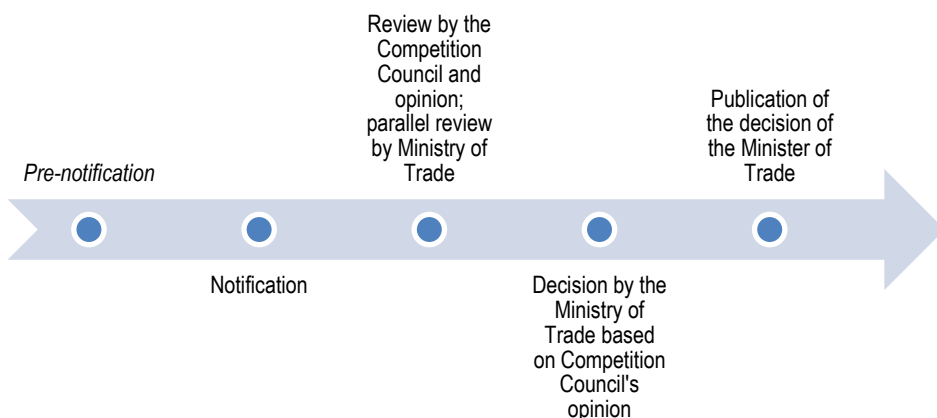 Pre-notification
Notification
Review by the
Competition
Council and
opinion;
parallel review
by Ministry of
Trade
Decision by the
Ministry of
Trade based
on Competition
Council's
opinion
Publication of
the decision of
the Minister of
Trade